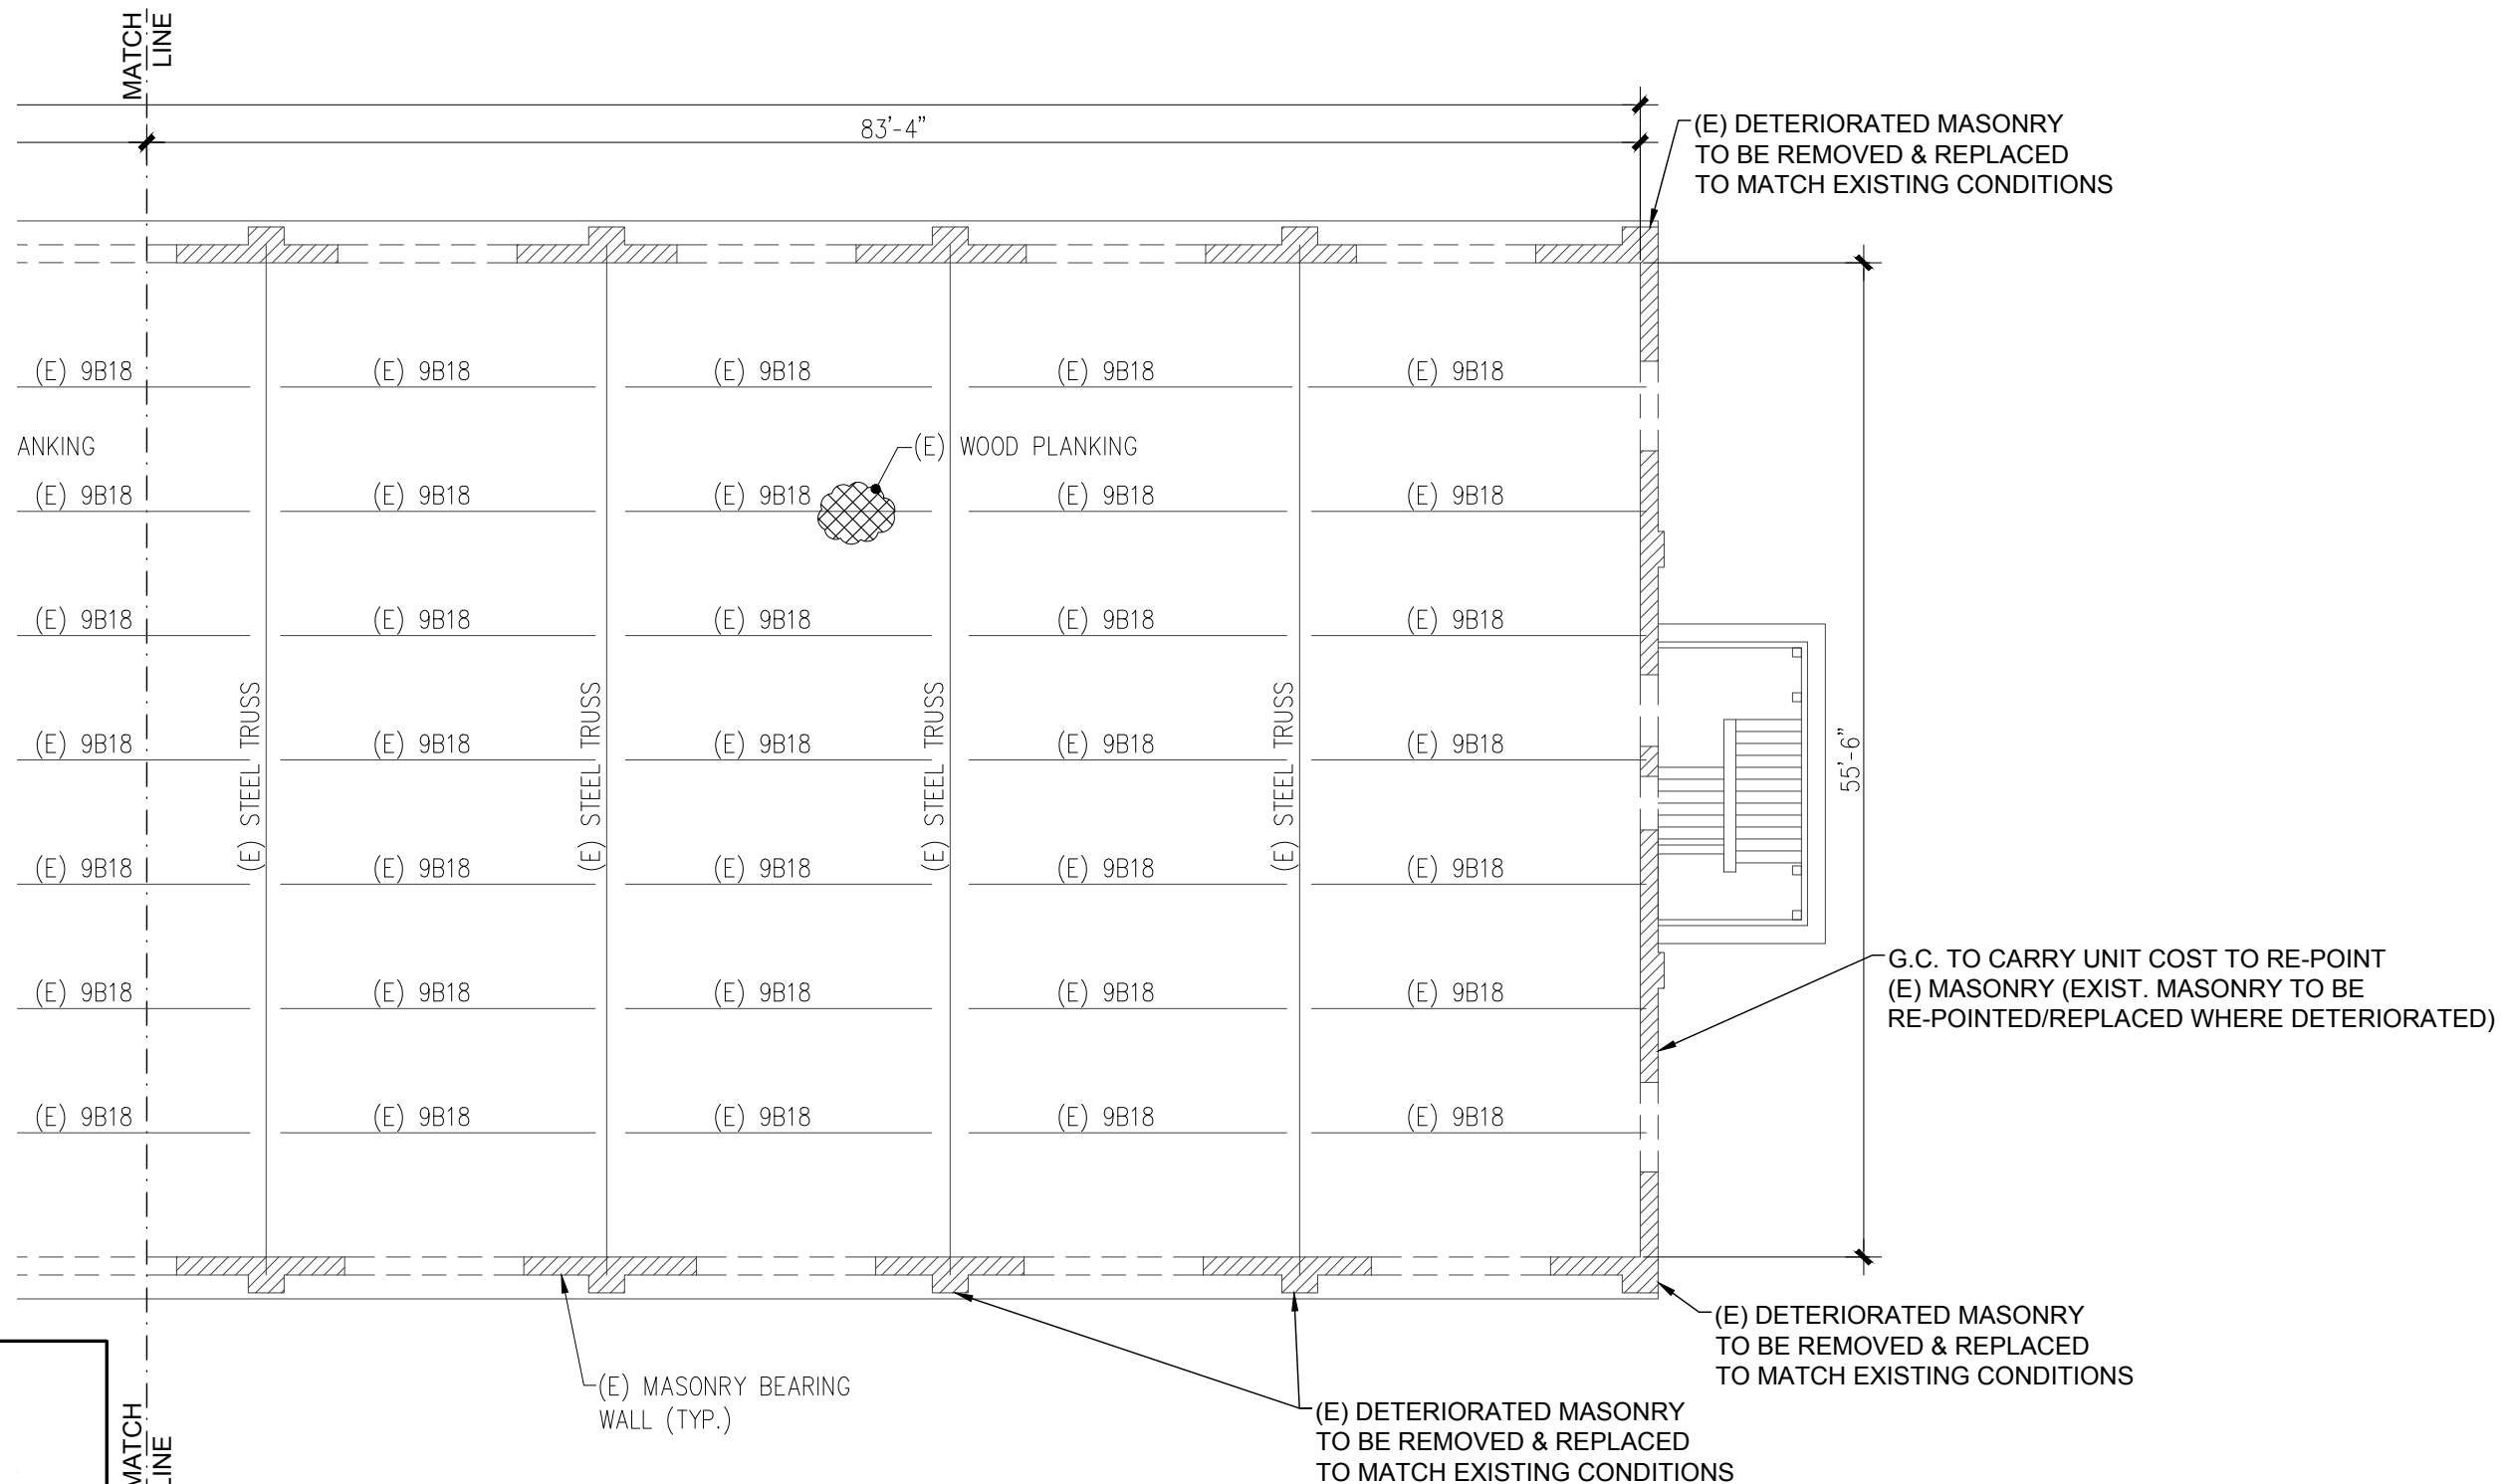 MATCH
LINE
83'-4"
(E) DETERIORATED MASONRY
TO BE REMOVED & REPLACED
TO MATCH EXISTING CONDITIONS
(E) 9B18
(E) 9B18
(E) 9B18
(E) 9B18
(E) 9B18
ANKING
(E) WOOD PLANKING
(E) 9B18
(E) 9B18
(E) 9B18
(E) 9B18
(E) 9B18
(E) 9B18
(E) 9B18
(E) 9B18
(E) 9B18
(E) 9B18
(E) STEEL TRUSS
(E) STEEL TRUSS
(E) STEEL TRUSS
(E) STEEL TRUSS
(E) 9B18
(E) 9B18
(E) 9B18
(E) 9B18
(E) 9B18
55'-6"
(E) 9B18
(E) 9B18
(E) 9B18
(E) 9B18
(E) 9B18
G.C. TO CARRY UNIT COST TO RE-POINT
(E) MASONRY (EXIST. MASONRY TO BE
RE-POINTED/REPLACED WHERE DETERIORATED)
(E) 9B18
(E) 9B18
(E) 9B18
(E) 9B18
(E) 9B18
(E) 9B18
(E) 9B18
(E) 9B18
(E) 9B18
(E) 9B18
(E) DETERIORATED MASONRY
TO BE REMOVED & REPLACED
TO MATCH EXISTING CONDITIONS
(E) MASONRY BEARING
WALL (TYP.)
(E) DETERIORATED MASONRY
TO BE REMOVED & REPLACED
TO MATCH EXISTING CONDITIONS
MATCH
LINE